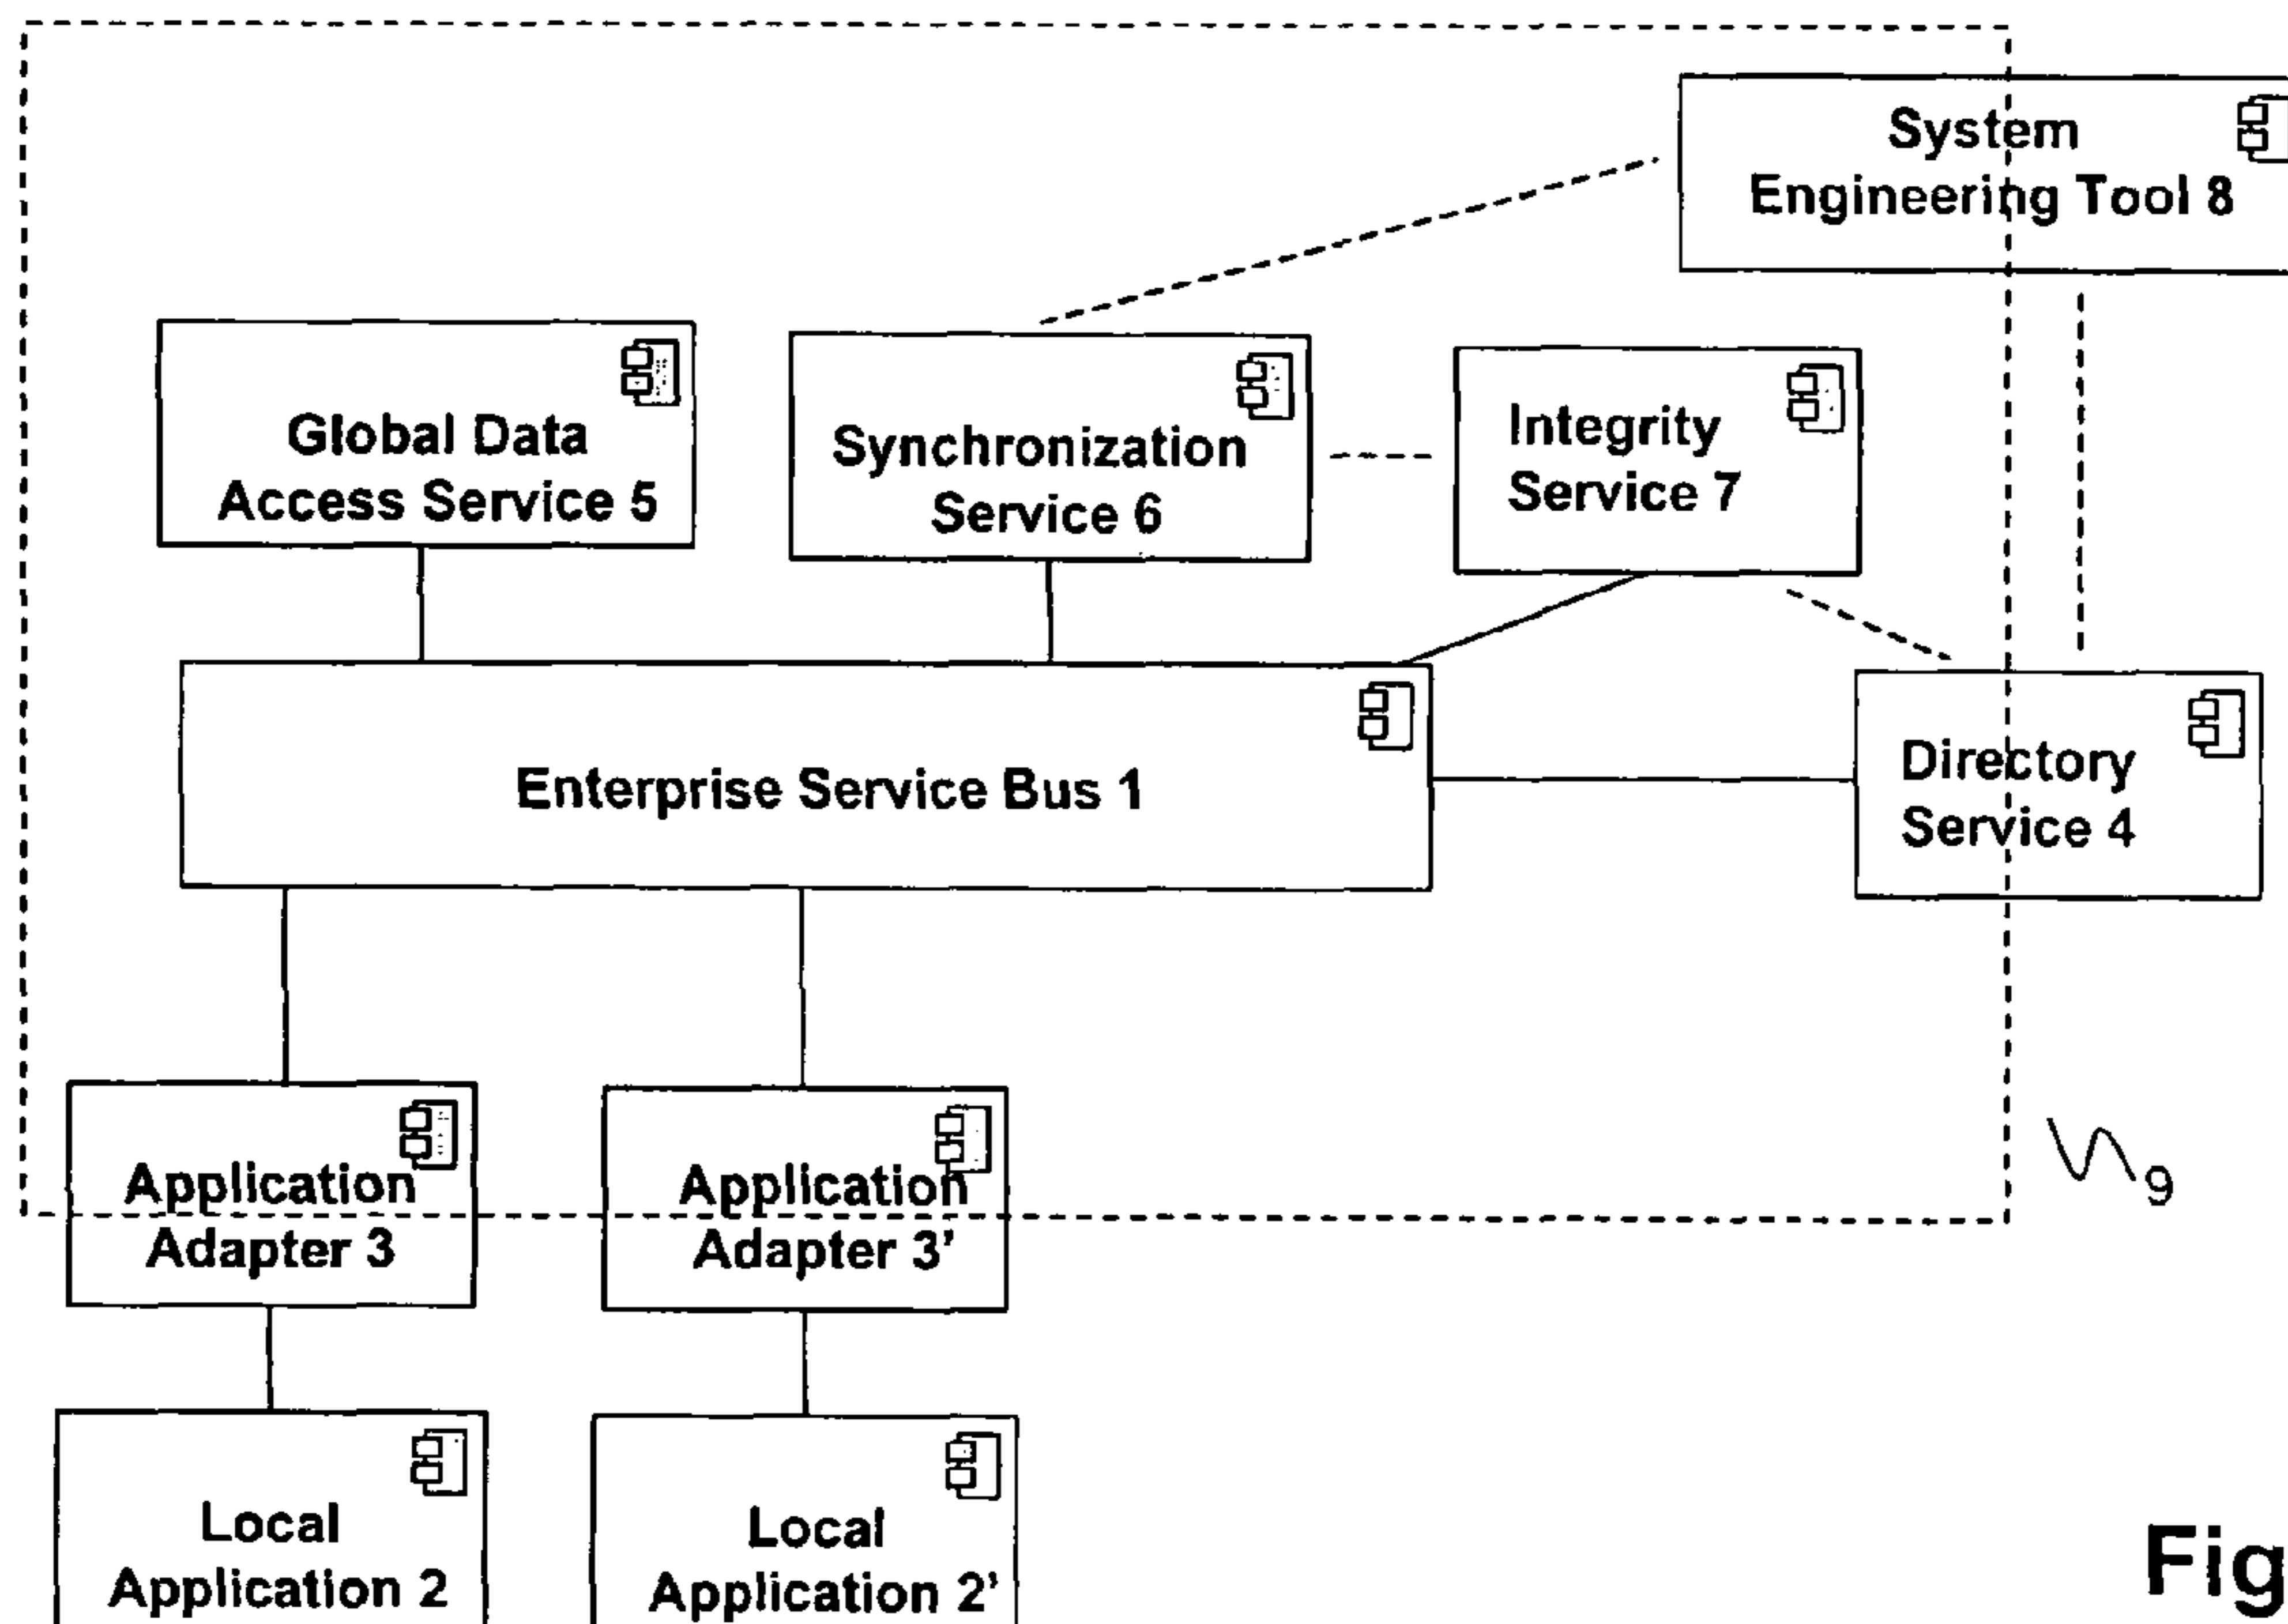 System
Engineering Tool 8
Global Data
Access Service 5
Synchronization
Service 6
Integrity
Service 7
Enterprise Service Bus 1
Directory
Service 4
Application
Adapter 3
Application
Adapter 3'
9
Local
Application 2
Local
Application 2'
Fig